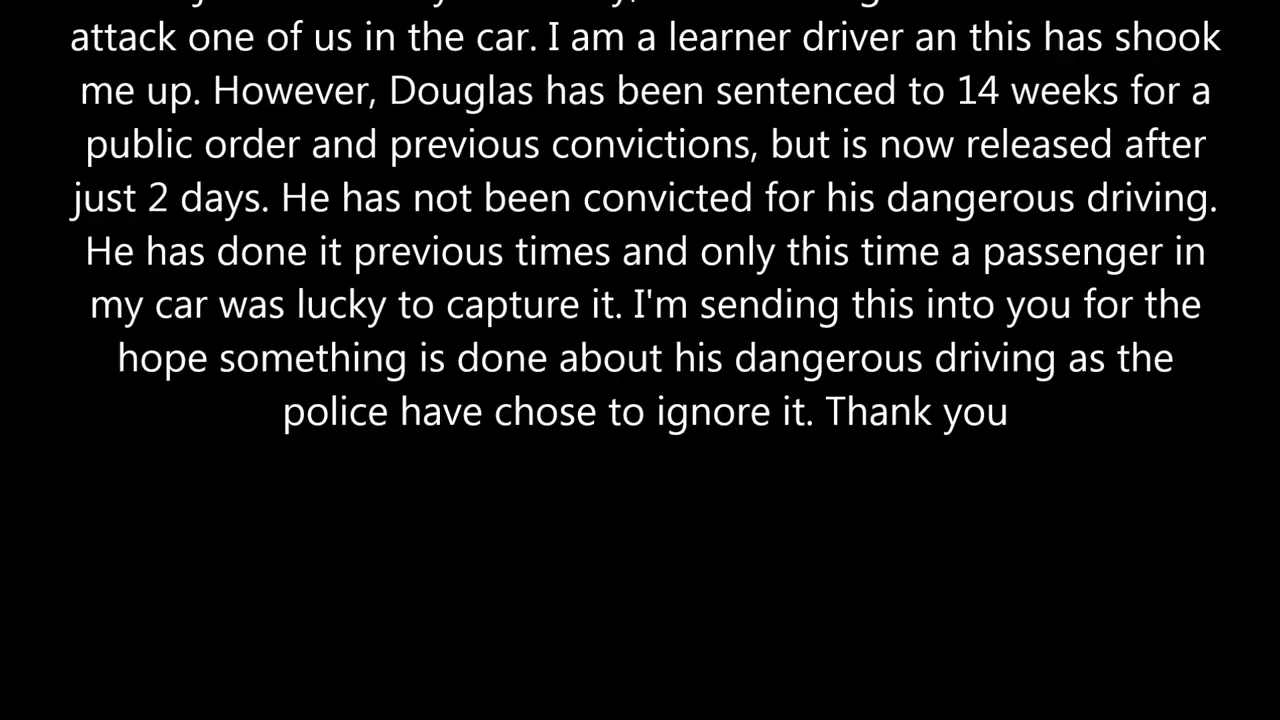 attack one of us in the car. I am a learner driver an this has shook
me up. However, Douglas has been sentenced to 14 weeks for a
public order and previous convictions, but is now released after
just 2 days. He has not been convicted for his dangerous driving.
He has done it previous times and only this time a passenger in
my car was lucky to capture it. I'm sending this into you for the
hope something is done about his dangerous driving as the
police have chose to ignore it. Thank you